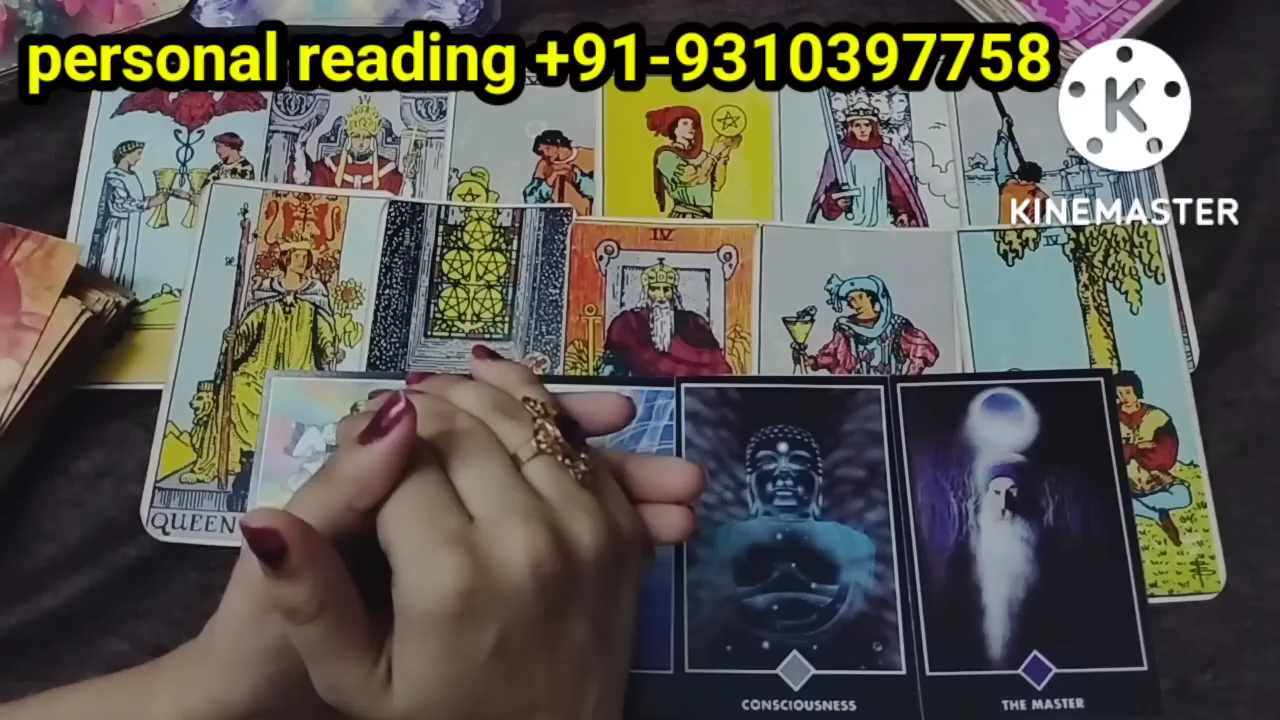 personal reading +91-9310397758
K
KINEMASTER
IV
IV
QUEEN
CONSCIOUSNESS
THE MASTER